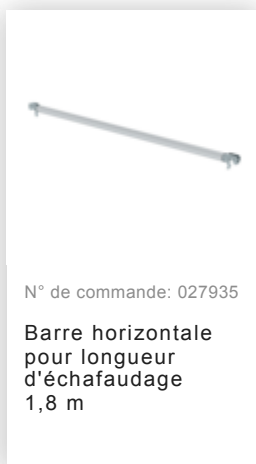 N° de commande: 027935
Barre horizontale
pour longueur
d'échafaudage
1,8 m